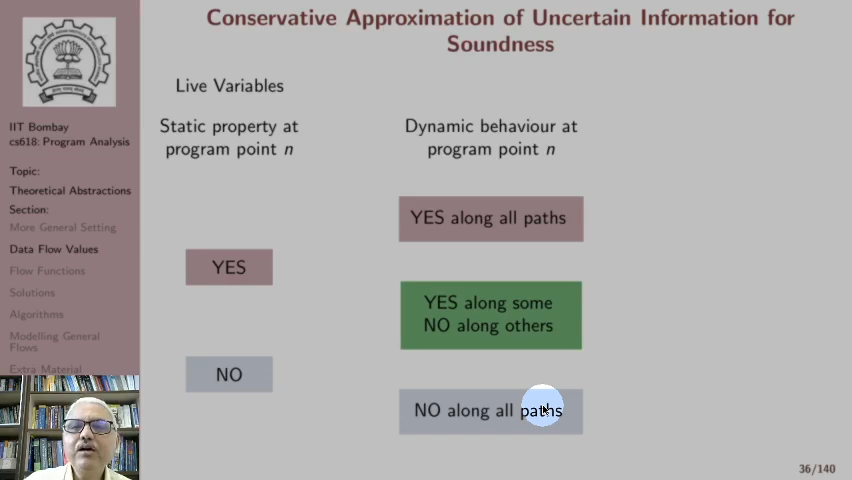 Conservative Approximation of Uncertain Information for
Soundness
IIT Bombay
cs618: Program Analysis
Topic:
Theoretical Abstractions
Section:
More General Setting
Data Flow Values
Flow Functions
Solutions
Algorithms
Modelling General
Flows
Extra Material
Live Variables
Static property at
program point n
YES
NO
Dynamic behaviour at
program point n
YES along all paths
YES along some
NO along others
NO along all paths
36/140